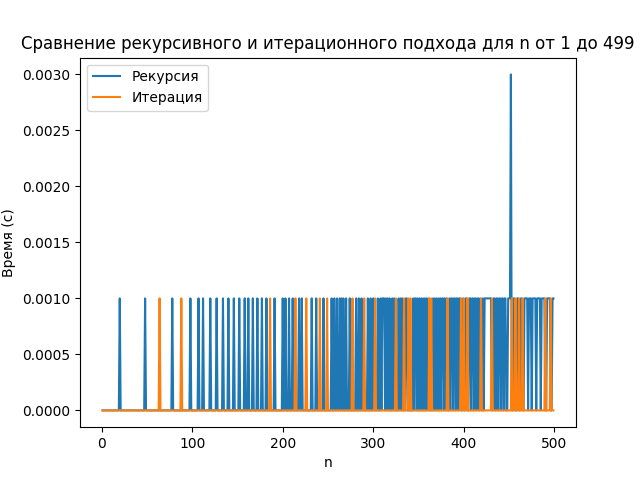 Сравнение рекурсивного и итерационного подхода для n от 1 до 499
Рекурсия
Итерация
Время (с)
0.0030
0.0025
0.0020
0.0015
0.0010
0.0005
0.0000
0 100 200 300 400 500
n